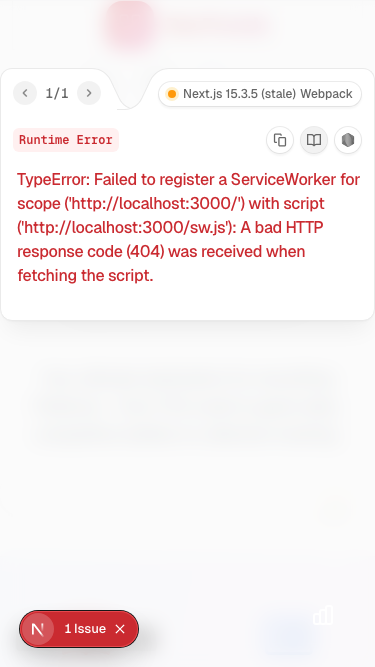 1/1
Next.js 15.3.5 (stale) Webpack
Runtime Error
TypeError: Failed to register a ServiceWorker for
scope ('http://localhost:3000/') with script
('http://localhost:3000/sw.js'): A bad HTTP
response code (404) was received when
fetching the script.
N 1 Issue